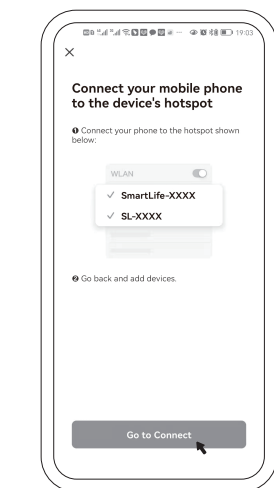 19:03
Connect your mobile phone
to the device's hotspot
❶ Connect your phone to the hotspot shown
below:
WLAN
✓ SmartLife-XXXX
✓ SL-XXXX
❷ Go back and add devices.
Go to Connect